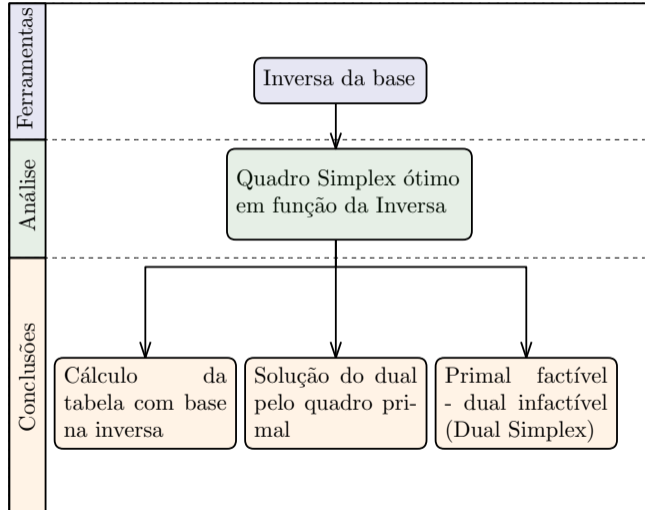 Ferramentas
Inversa da base
Análise
Quadro Simplex ótimo
em função da Inversa
Conclusões
Cálculo da
tabela com base
na inversa
Solução do dual
pelo quadro pri-
mal
Primal factível
- dual infactível
(Dual Simplex)